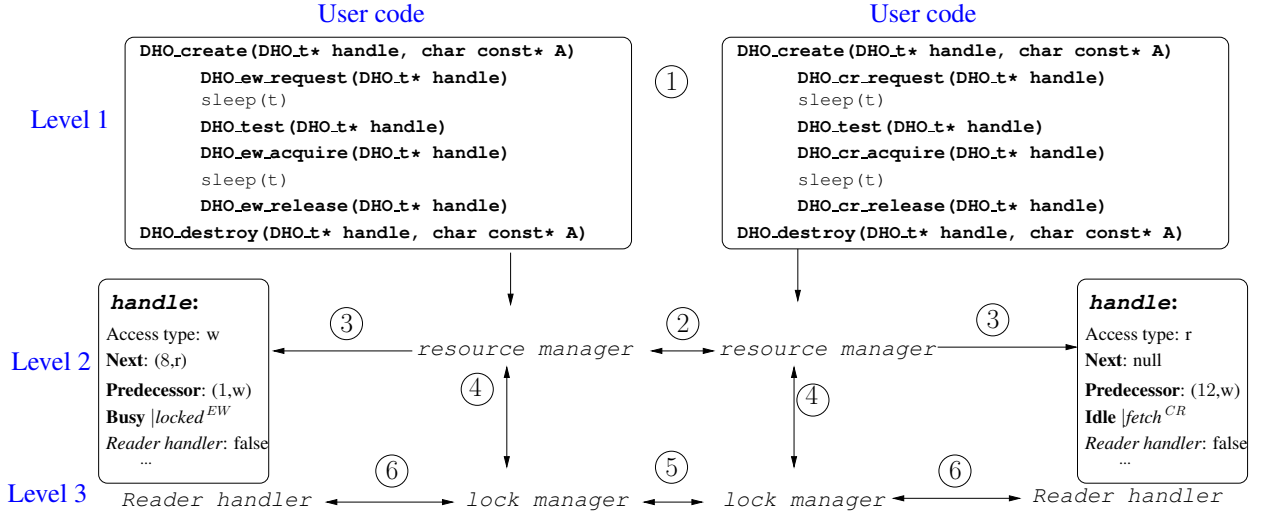 User code
User code
DHO_create(DHO_t* handle, char const* A)
DHO_ew_request(DHO_t* handle)
sleep(t)
DHO_test(DHO_t* handle)
DHO_ew_acquire(DHO_t* handle)
sleep(t)
DHO_ew_release(DHO_t* handle)
DHO_destroy(DHO_t* handle, char const* A)
1
DHO_create(DHO_t* handle, char const* A)
DHO_cr_request(DHO_t* handle)
sleep(t)
DHO_test(DHO_t* handle)
DHO_cr_acquire(DHO_t* handle)
sleep(t)
DHO_cr_release(DHO_t* handle)
DHO_destroy(DHO_t* handle, char const* A)
Level 1
Level 2
handle:
Access type: w
Next: (8,r)
Predecessor: (1,w)
Busy |locked^EW
Reader handler: false
...
3
resource manager
2
resource manager
3
handle:
Access type: r
Next: null
Predecessor: (12,w)
Idle |fetch^CR
Reader handler: false
...
4
4
Level 3
Reader handler
6
lock manager
5
lock manager
6
Reader handler